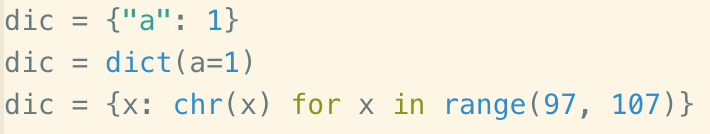 dic = {"a": 1}
dic = dict(a=1)
dic = {x: chr(x) for x in range(97, 107)}